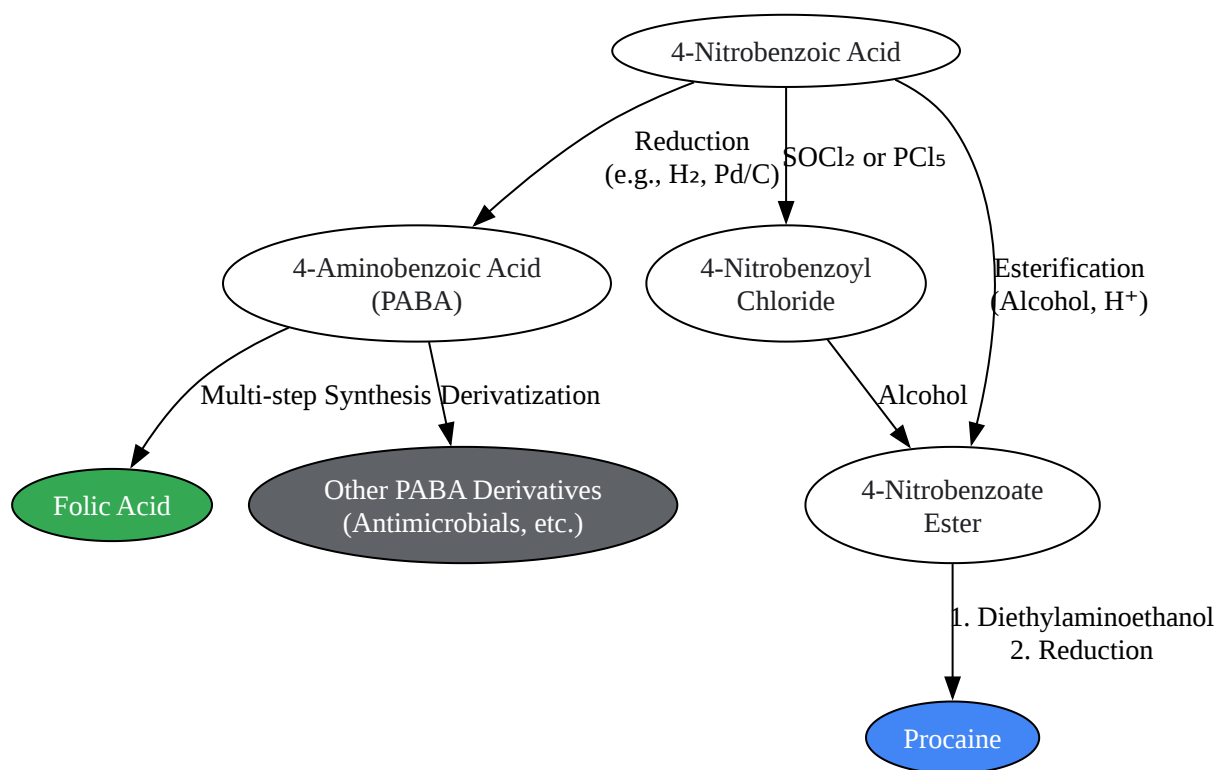 4-Nitrobenzoic Acid
Reduction
(e.g., H₂, Pd/C)
SOCl₂ or PCl₅
4-Aminobenzoic Acid
(PABA)
4-Nitrobenzoyl
Chloride
Esterification
(Alcohol, H⁺)
Multi-step Synthesis
Derivatization
Alcohol
Folic Acid
Other PABA Derivatives
(Antimicrobials, etc.)
4-Nitrobenzoate
Ester
1. Diethylaminoethanol
2. Reduction
Procaine